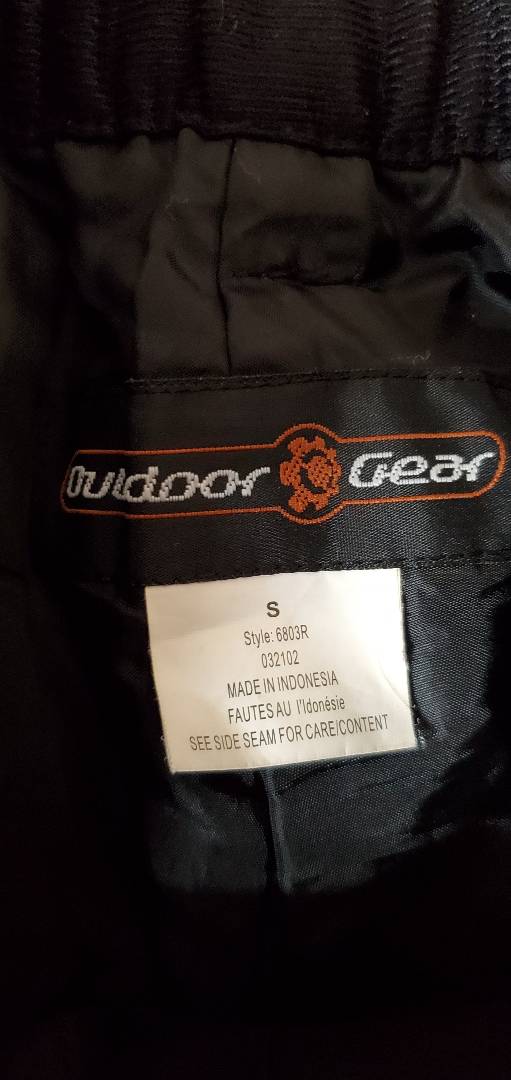 Outdoor Gear
S
Style: 6803R
032102
MADE IN INDONESIA
FAUTES AU l'Idonésie
SEE SIDE SEAM FOR CARE/CONTENT